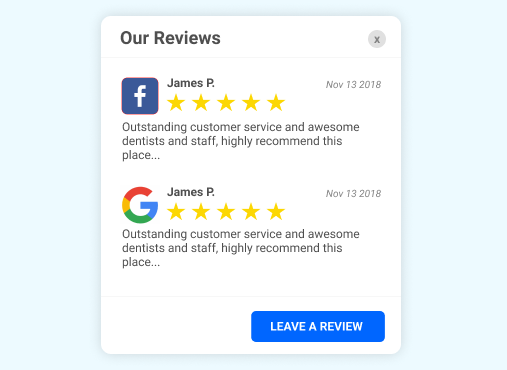 Our Reviews
x
f
James P.
Nov 13 2018
Outstanding customer service and awesome
dentists and staff, highly recommend this
place...
G
James P.
Nov 13 2018
Outstanding customer service and awesome
dentists and staff, highly recommend this
place...
LEAVE A REVIEW